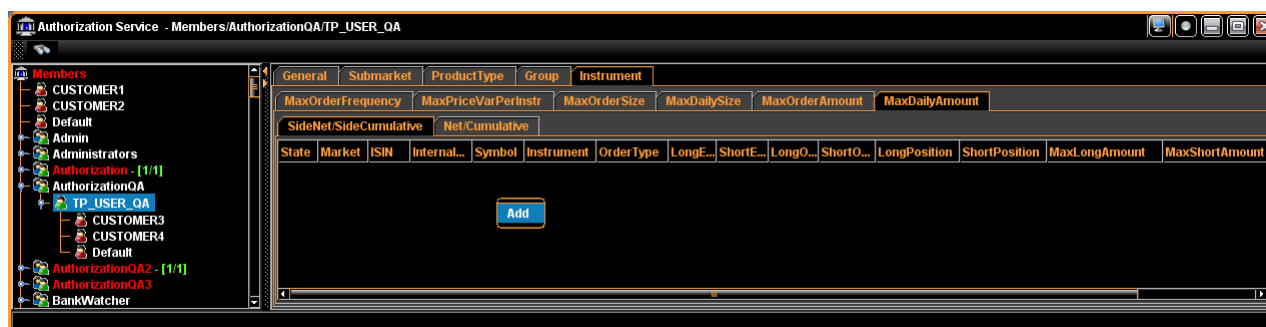 Authorization Service - Members/AuthorizationQA/TP_USER_QA
Members
CUSTOMER1
CUSTOMER2
Default
Admin
Administrators
Authorization - [1/1]
AuthorizationQA
TP_USER_QA
CUSTOMER3
CUSTOMER4
Default
AuthorizationQA2 - [1/1]
AuthorizationQA3
BankWatcher
General Submarket ProductType Group Instrument
MaxOrderFrequency MaxPriceVarPerInstr MaxOrderSize MaxDailySize MaxOrderAmount MaxDailyAmount
SideNet/SideCumulative Net/Cumulative
State Market ISIN Internal... Symbol Instrument OrderType LongE... ShortE... LongO... ShortO... LongPosition ShortPosition MaxLongAmount MaxShortAmount
Add